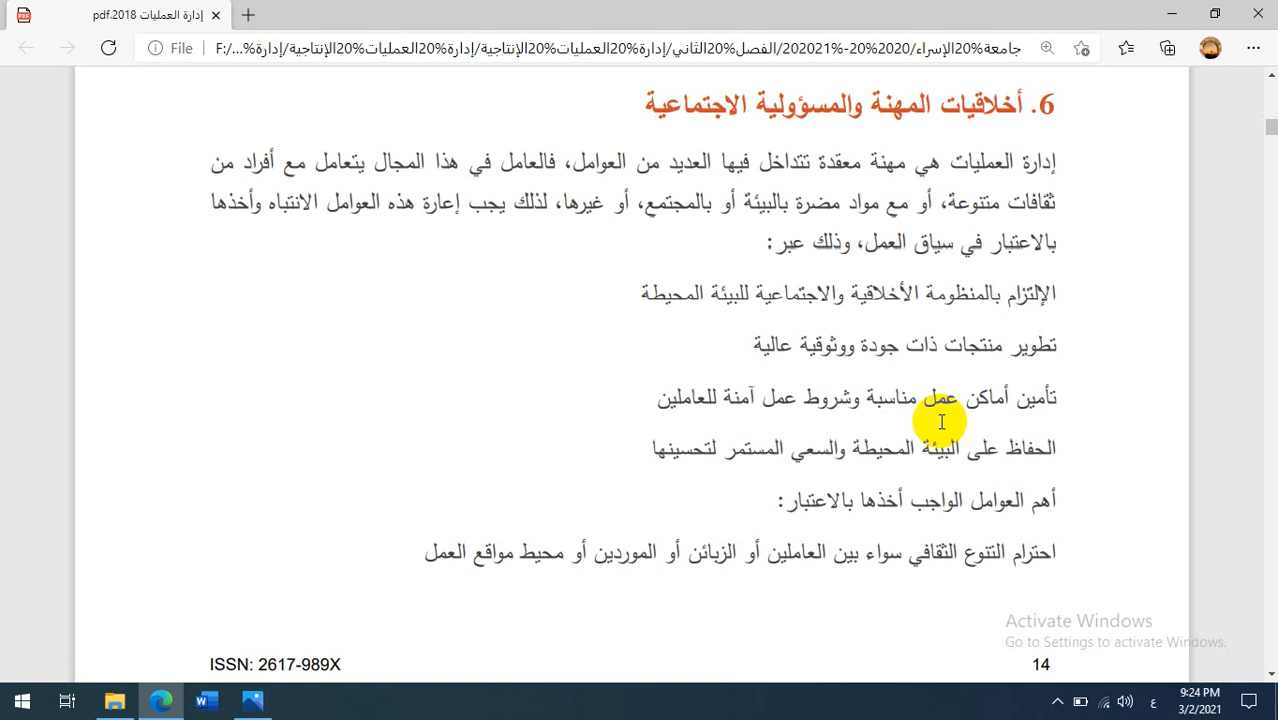 إدارة العمليات 2018.pdf
File
F:/جامعة%20الإسراء/2020%20-%202021/الفصل%20الثاني/إدارة%20العمليات%20الإنتاجية/إدارة%20العمليات%20الإنتاجية/إدارة%...
6. أخلاقيات المهنة والمسؤولية الاجتماعية
إدارة العمليات هي مهنة معقدة تتداخل فيها العديد من العوامل، فالعامل في هذا المجال يتعامل مع أفراد من
ثقافات متنوعة، أو مع مواد مضرة بالبيئة أو بالمجتمع، أو غيرها، لذلك يجب إعارة هذه العوامل الانتباه وأخذها
بالاعتبار في سياق العمل، وذلك عبر:
الإلتزام بالمنظومة الأخلاقية والاجتماعية للبيئة المحيطة
تطوير منتجات ذات جودة ووثوقية عالية
تأمين أماكن عمل مناسبة وشروط عمل آمنة للعاملين
الحفاظ على البيئة المحيطة والسعي المستمر لتحسينها
أهم العوامل الواجب أخذها بالاعتبار:
احترام التنوع الثقافي سواء بين العاملين أو الزبائن أو الموردين أو محيط مواقع العمل
Activate Windows
Go to Settings to activate Windows.
ISSN: 2617-989X
14
9:24 PM
ع
3/2/2021